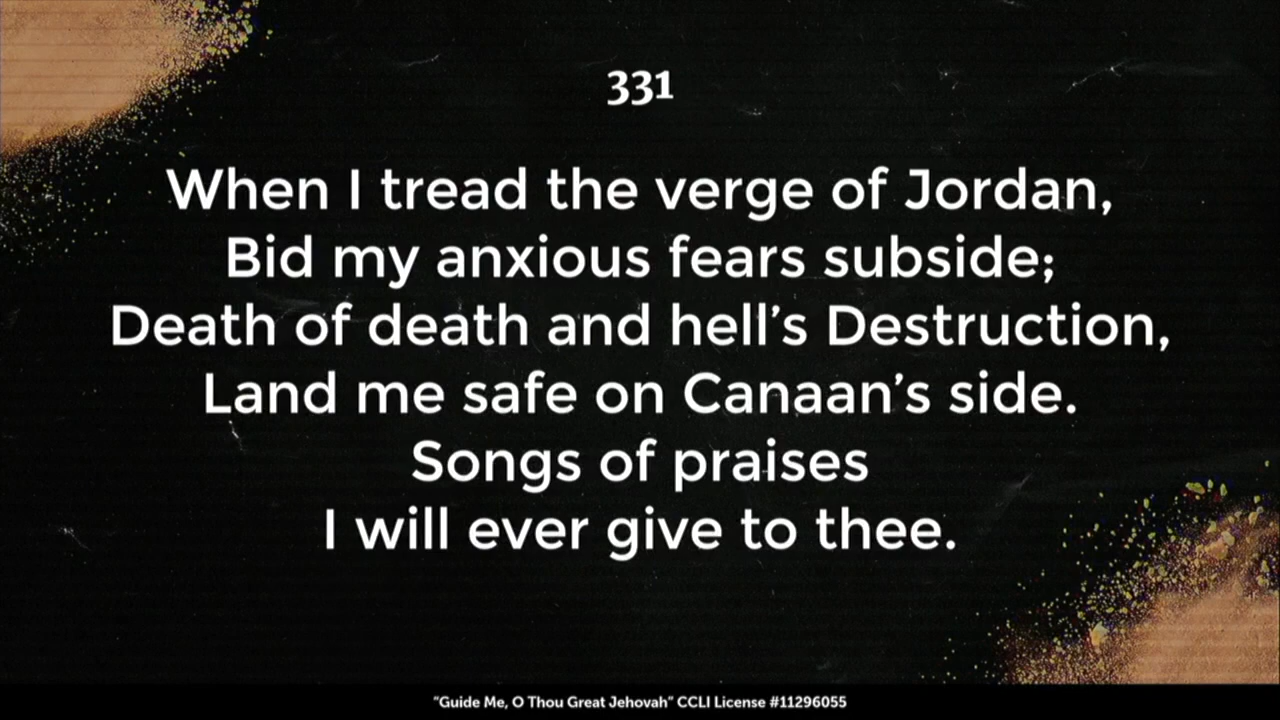 331
When I tread the verge of Jordan,
Bid my anxious fears subside;
Death of death and hell’s Destruction,
Land me safe on Canaan’s side.
Songs of praises
I will ever give to thee.
“Guide Me, O Thou Great Jehovah” CCLI License #11296055